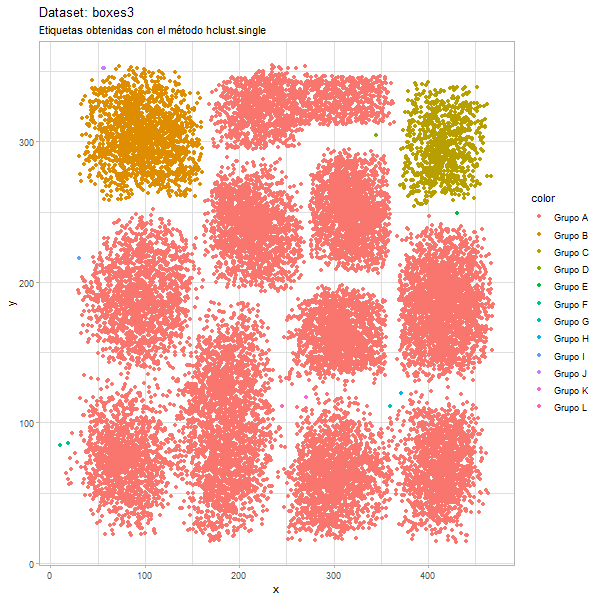 Dataset: boxes3
Etiquetas obtenidas con el método hclust.single
300
200
100
0
y
0
100
200
300
400
x
color
Grupo A
Grupo B
Grupo C
Grupo D
Grupo E
Grupo F
Grupo G
Grupo H
Grupo I
Grupo J
Grupo K
Grupo L